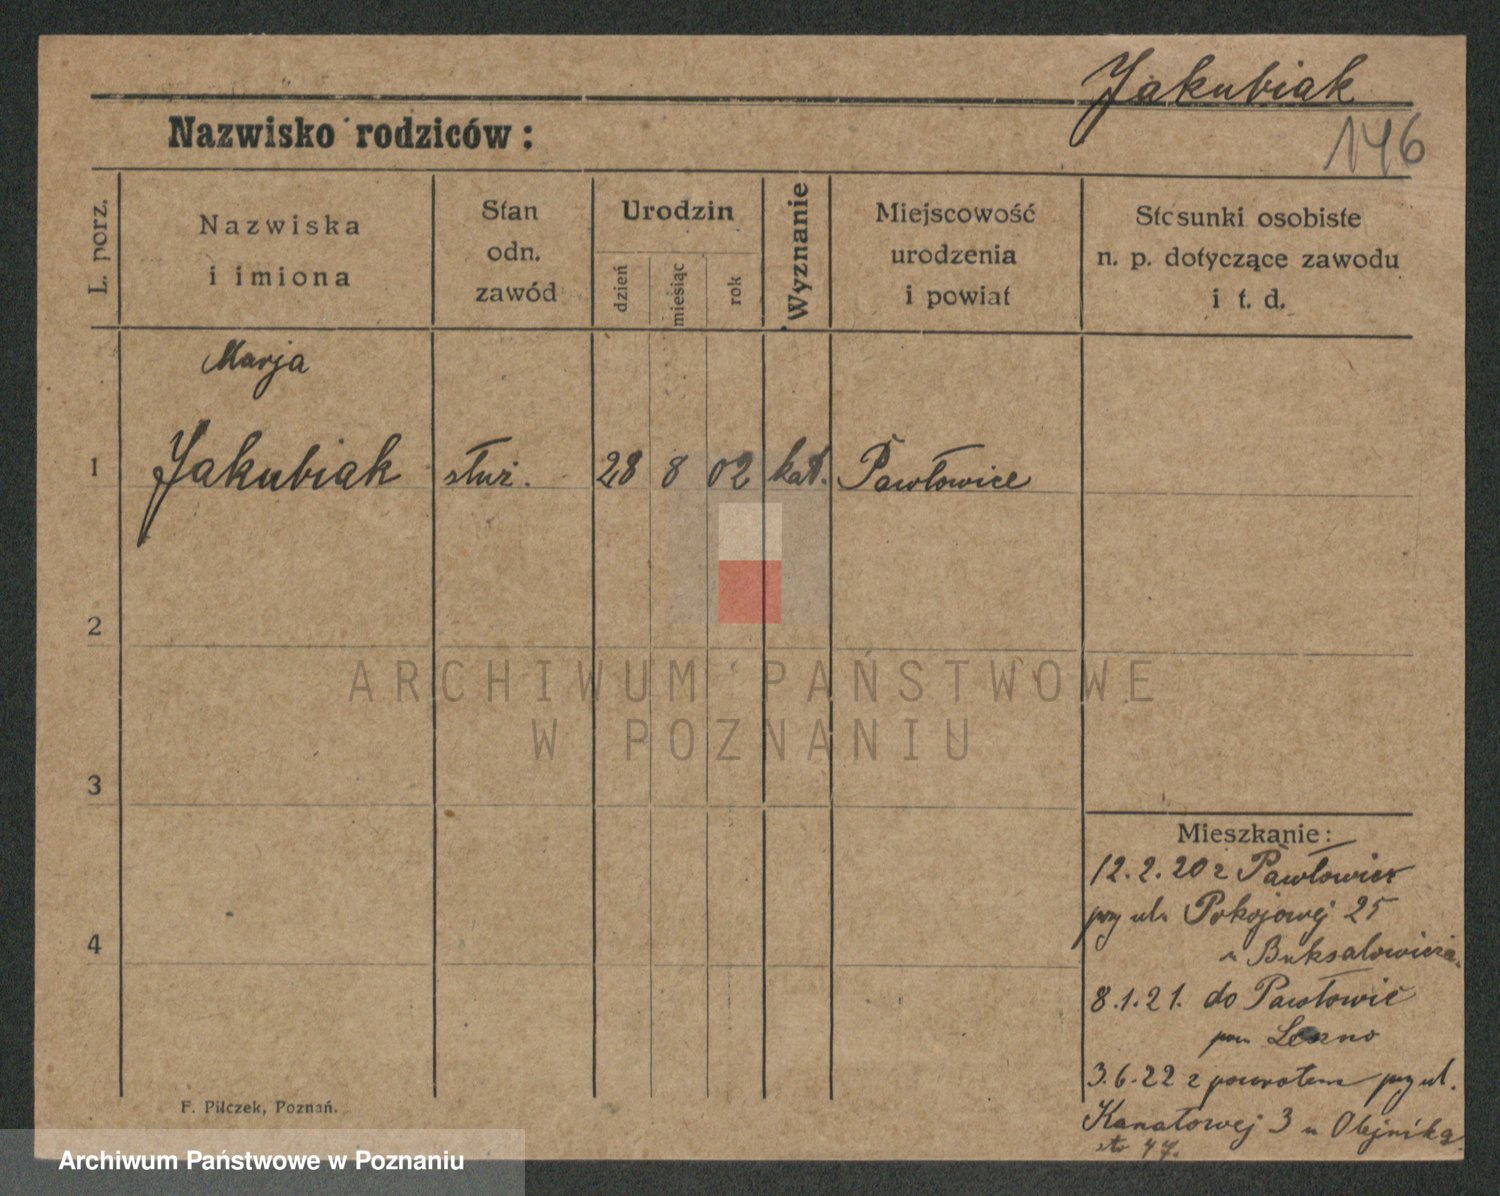 Jakubiak
146
Nazwisko rodziców:
L. porz.
Nazwiska
i imiona
Stan
odn.
zawód
Urodzin
dzień
miesiąc
rok
Wyznanie
Miejscowość
urodzenia
i powiat
Stosunki osobiste
n. p. dotyczące zawodu
i t. d.
Marja
1 Jakubiak służ. 28 8 02 kat. Pawłowice
2
3
4
ARCHIWUM PAŃSTWOWE
W POZNANIU
Mieszkanie:
12.2.20 z Pawłowic
przy ul. Pokojowej 25
u Buksalowicza
8.1.21. do Pawłowic
pow Leszno
3.6.22 z powrotem przy ul.
Kanałowej 3 u Olejnika
F. Pilczek, Poznań.
Archiwum Państwowe w Poznaniu